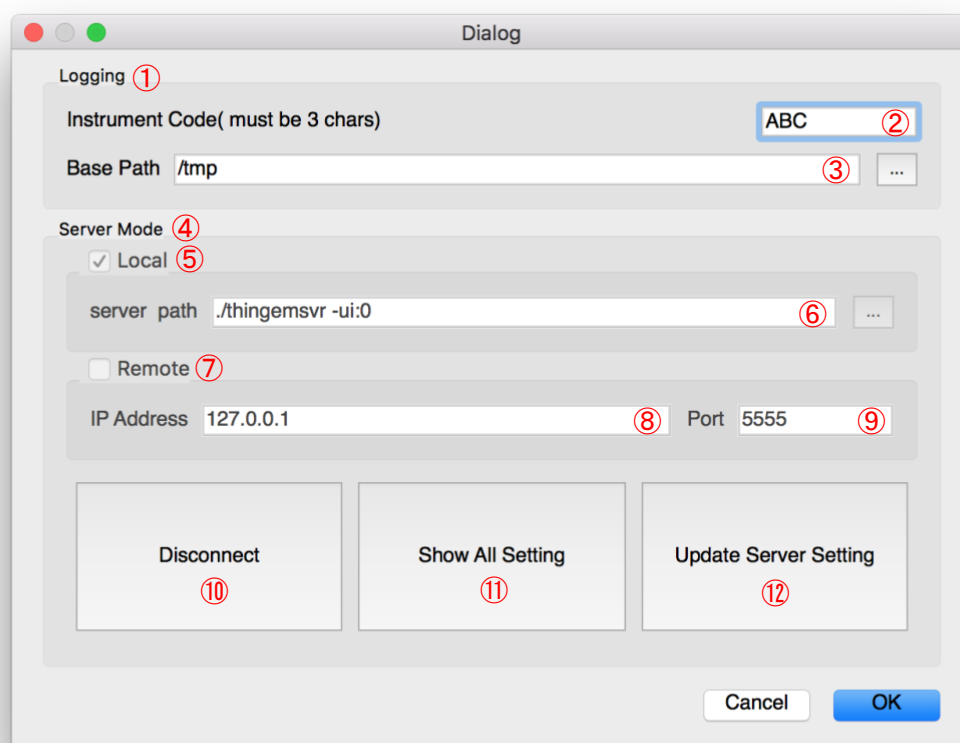 Dialog
Logging ①
Instrument Code( must be 3 chars) ABC ②
Base Path /tmp ③ ...
Server Mode ④
Local ⑤
server path ./thingemsvr -ui:0 ⑥ ...
Remote ⑦
IP Address 127.0.0.1 ⑧ Port 5555 ⑨
Disconnect Show All Setting Update Server Setting
⑩ ⑪ ⑫
Cancel OK